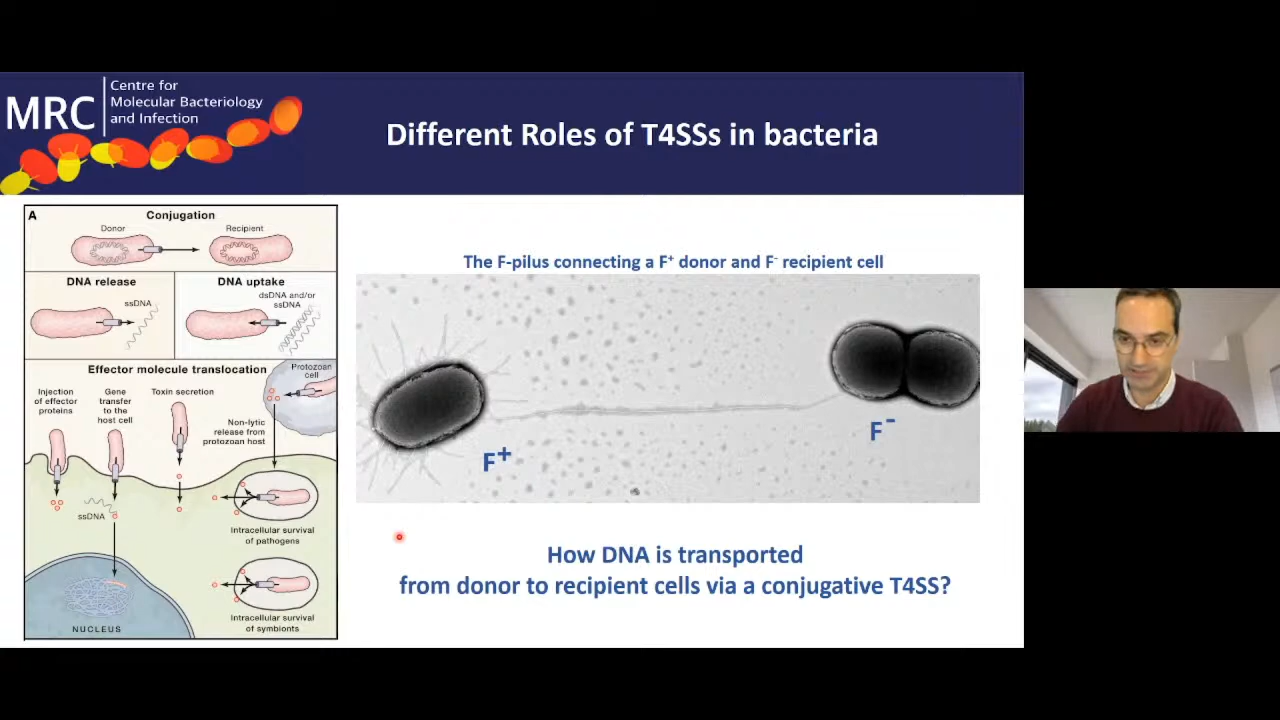 MRC
Centre for
Molecular Bacteriology
and Infection
Different Roles of T4SSs in bacteria
A
Conjugation
Donor
Recipient
DNA release
ssDNA
DNA uptake
dsDNA and/or
ssDNA
Effector molecule translocation
Protozoan
cell
Injection
of effector
proteins
Gene
transfer
to the
host cell
Toxin secretion
Non-lytic
release from
protozoan host
ssDNA
Intracellular survival
of pathogens
Intracellular survival
of symbionts
NUCLEUS
The F-pilus connecting a F⁺ donor and F⁻ recipient cell
F⁺
F⁻
How DNA is transported
from donor to recipient cells via a conjugative T4SS?